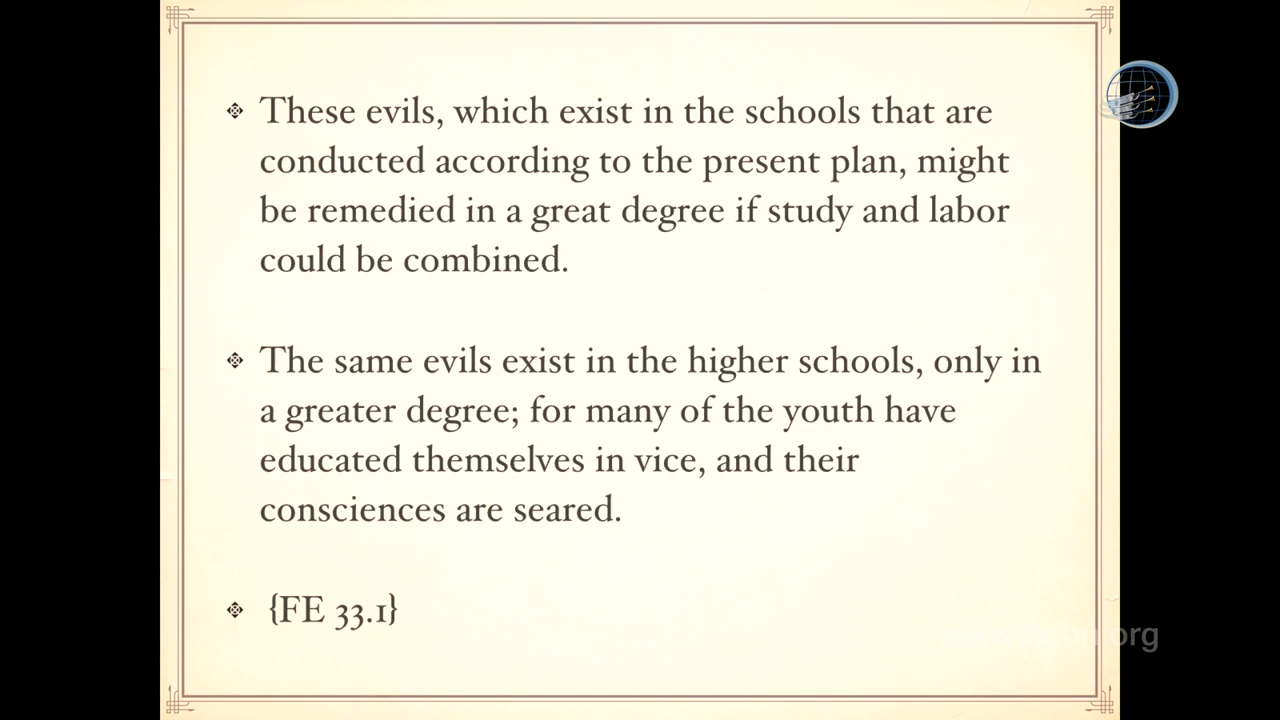 These evils, which exist in the schools that are
conducted according to the present plan, might
be remedied in a great degree if study and labor
could be combined.
The same evils exist in the higher schools, only in
a greater degree; for many of the youth have
educated themselves in vice, and their
consciences are seared.
{FE 33.1}
org